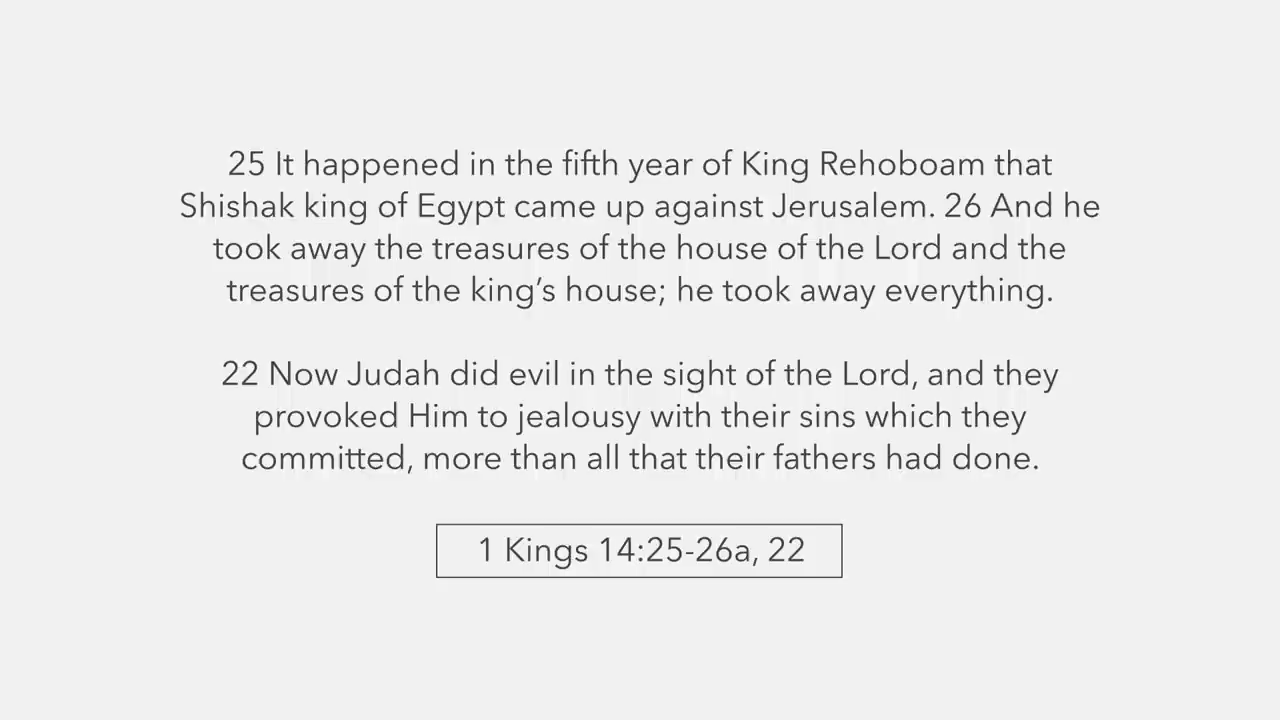 25 It happened in the fifth year of King Rehoboam that
Shishak king of Egypt came up against Jerusalem. 26 And he
took away the treasures of the house of the Lord and the
treasures of the king’s house; he took away everything.
22 Now Judah did evil in the sight of the Lord, and they
provoked Him to jealousy with their sins which they
committed, more than all that their fathers had done.
1 Kings 14:25-26a, 22